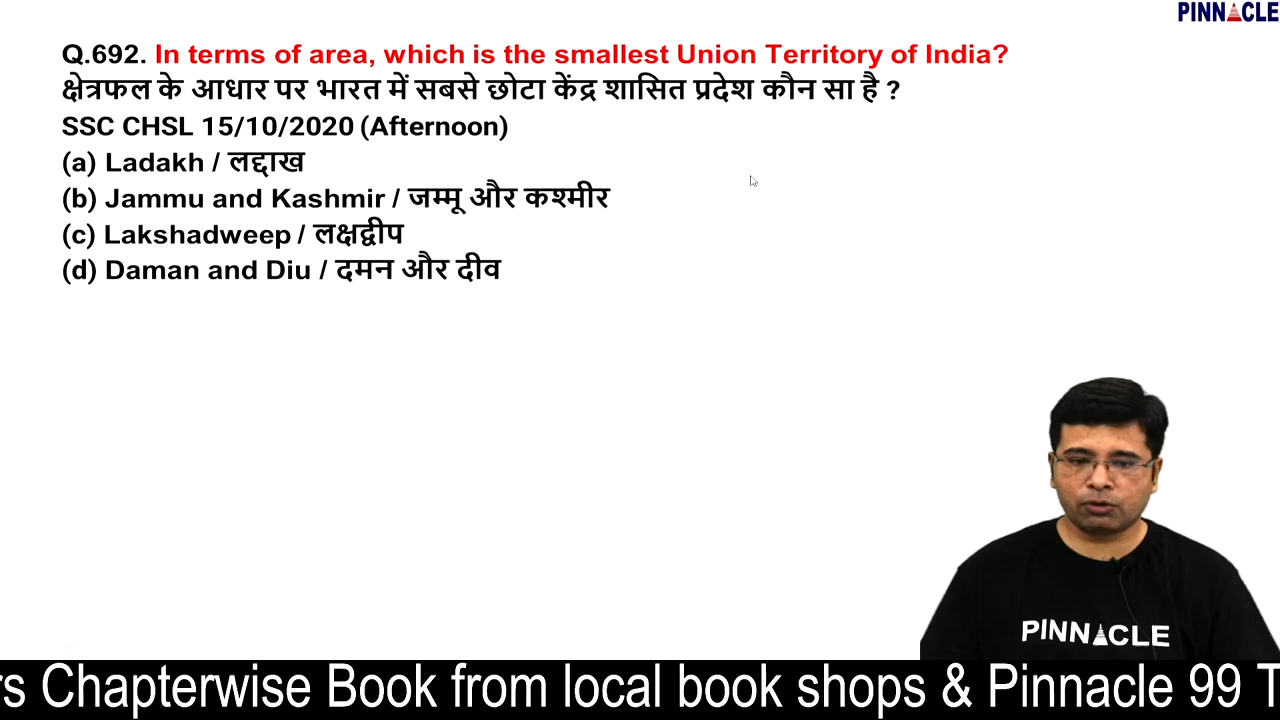 PINNACLE
Q.692. In terms of area, which is the smallest Union Territory of India?
क्षेत्रफल के आधार पर भारत में सबसे छोटा केंद्र शासित प्रदेश कौन सा है ?
SSC CHSL 15/10/2020 (Afternoon)
(a) Ladakh / लद्दाख
(b) Jammu and Kashmir / जम्मू और कश्मीर
(c) Lakshadweep / लक्षद्वीप
(d) Daman and Diu / दमन और दीव
PINNACLE
rs Chapterwise Book from local book shops & Pinnacle 99 T